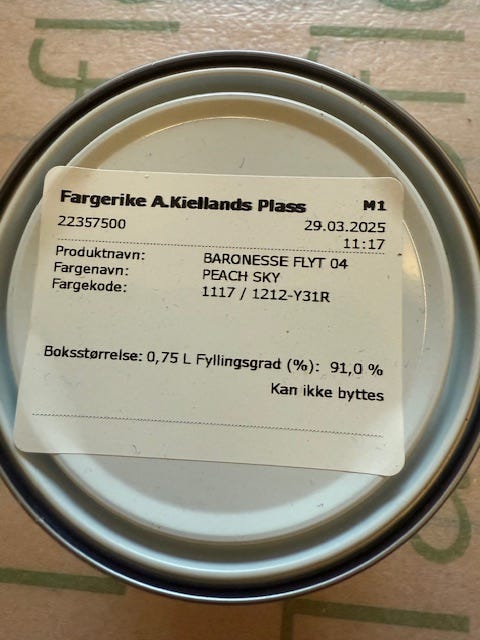 Fargerike A.Kiellands Plass M1
22357500 29.03.2025
11:17
Produktnavn: BARONESSE FLYT 04
Fargenavn: PEACH SKY
Fargekode: 1117 / 1212-Y31R
Boksstørrelse: 0,75 L Fyllingsgrad (%): 91,0 %
Kan ikke byttes